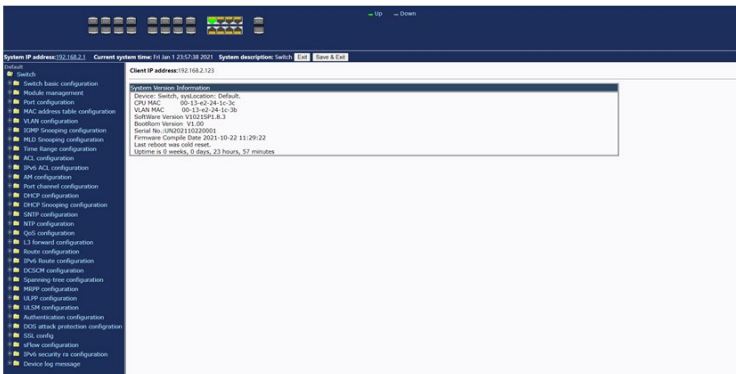 Up Down
System IP address:192.168.2.1 Current system time: Fri Jan 1 23:57:38 2021 System description: Switch Exit Save & Exit
Default
Switch
Switch basic configuration
Module management
Port configuration
MAC address table configuration
VLAN configuration
IGMP Snooping configuration
MLD Snooping configuration
Time Range configuration
ACL configuration
IPv6 ACL configuration
AM configuration
Port channel configuration
DHCP configuration
DHCP Snooping configuration
SNTP configuration
NTP configuration
QoS configuration
L3 forward configuration
Route configuration
IPv6 Route configuration
DCSCM configuration
Spanning-tree configuration
MRPP configuration
ULPP configuration
ULSM configuration
Authentication configuration
DOS attack protection configration
SSL config
sFlow configuration
IPv6 security ra configuration
Device log message
Client IP address:192.168.2.123
System Version Information
Device: Switch, sysLocation: Default.
CPU MAC 00-13-e2-24-1c-3c
VLAN MAC 00-13-e2-24-1c-3b
SoftWare Version V1021SP1.8.3
BootRom Version V1.00
Serial No.:UN202110220001
Firmware Compile Date 2021-10-22 11:29:22
Last reboot was cold reset.
Uptime is 0 weeks, 0 days, 23 hours, 57 minutes